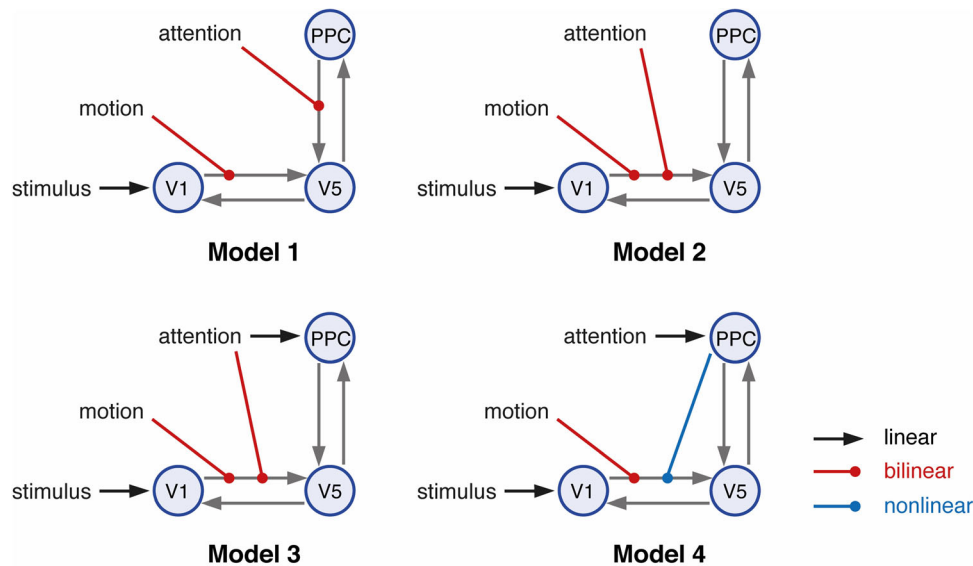 attention
PPC
motion
stimulus
V1
V5
Model 1
attention
PPC
motion
stimulus
V1
V5
Model 2
attention
PPC
motion
stimulus
V1
V5
Model 3
attention
PPC
motion
stimulus
V1
V5
Model 4
linear
bilinear
nonlinear